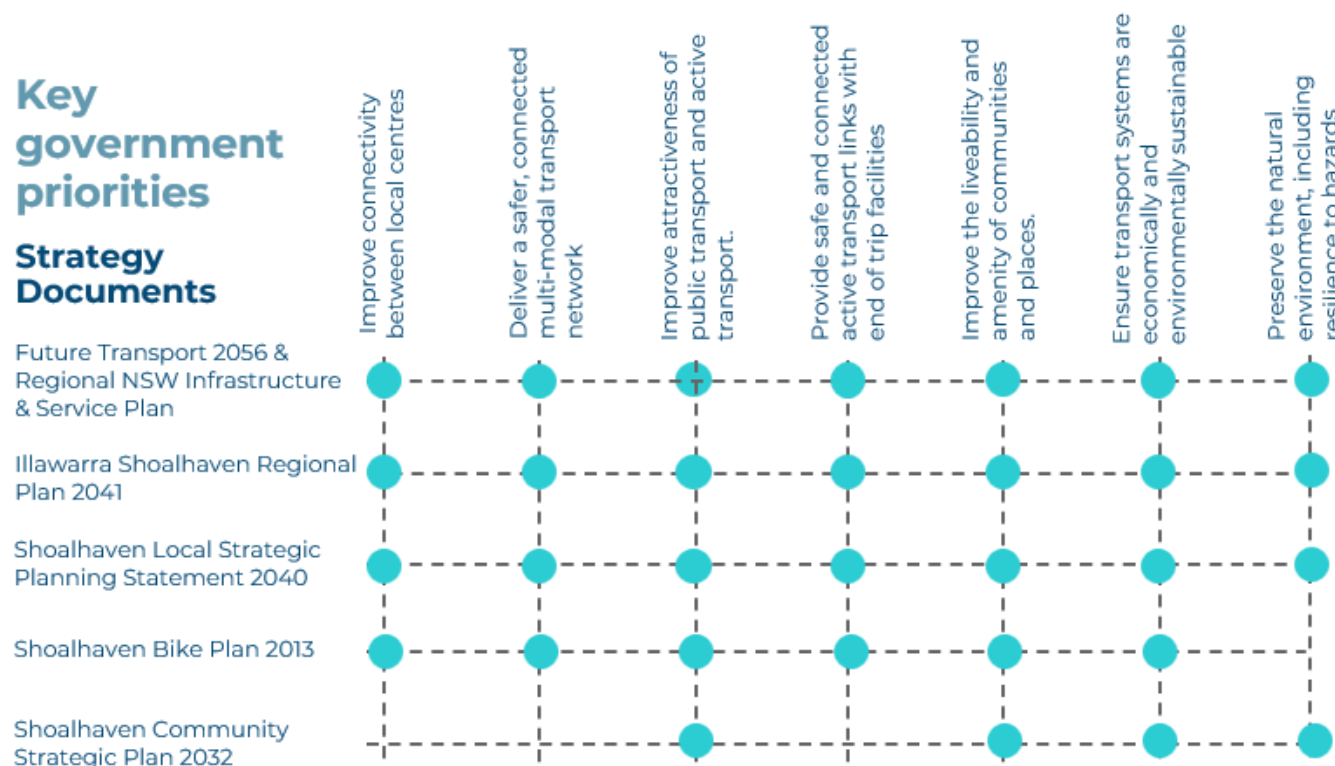 Key
government
priorities
Strategy
Documents
Improve connectivity
between local centres
Deliver a safer, connected
multi-modal transport
network
Improve attractiveness of
public transport and active
transport.
Provide safe and connected
active transport links with
end of trip facilities
Improve the liveability and
amenity of communities
and places.
Ensure transport systems are
economically and
environmentally sustainable
Preserve the natural
environment, including
resilience to hazards
Future Transport 2056 &
Regional NSW Infrastructure
& Service Plan
Illawarra Shoalhaven Regional
Plan 2041
Shoalhaven Local Strategic
Planning Statement 2040
Shoalhaven Bike Plan 2013
Shoalhaven Community
Strategic Plan 2032